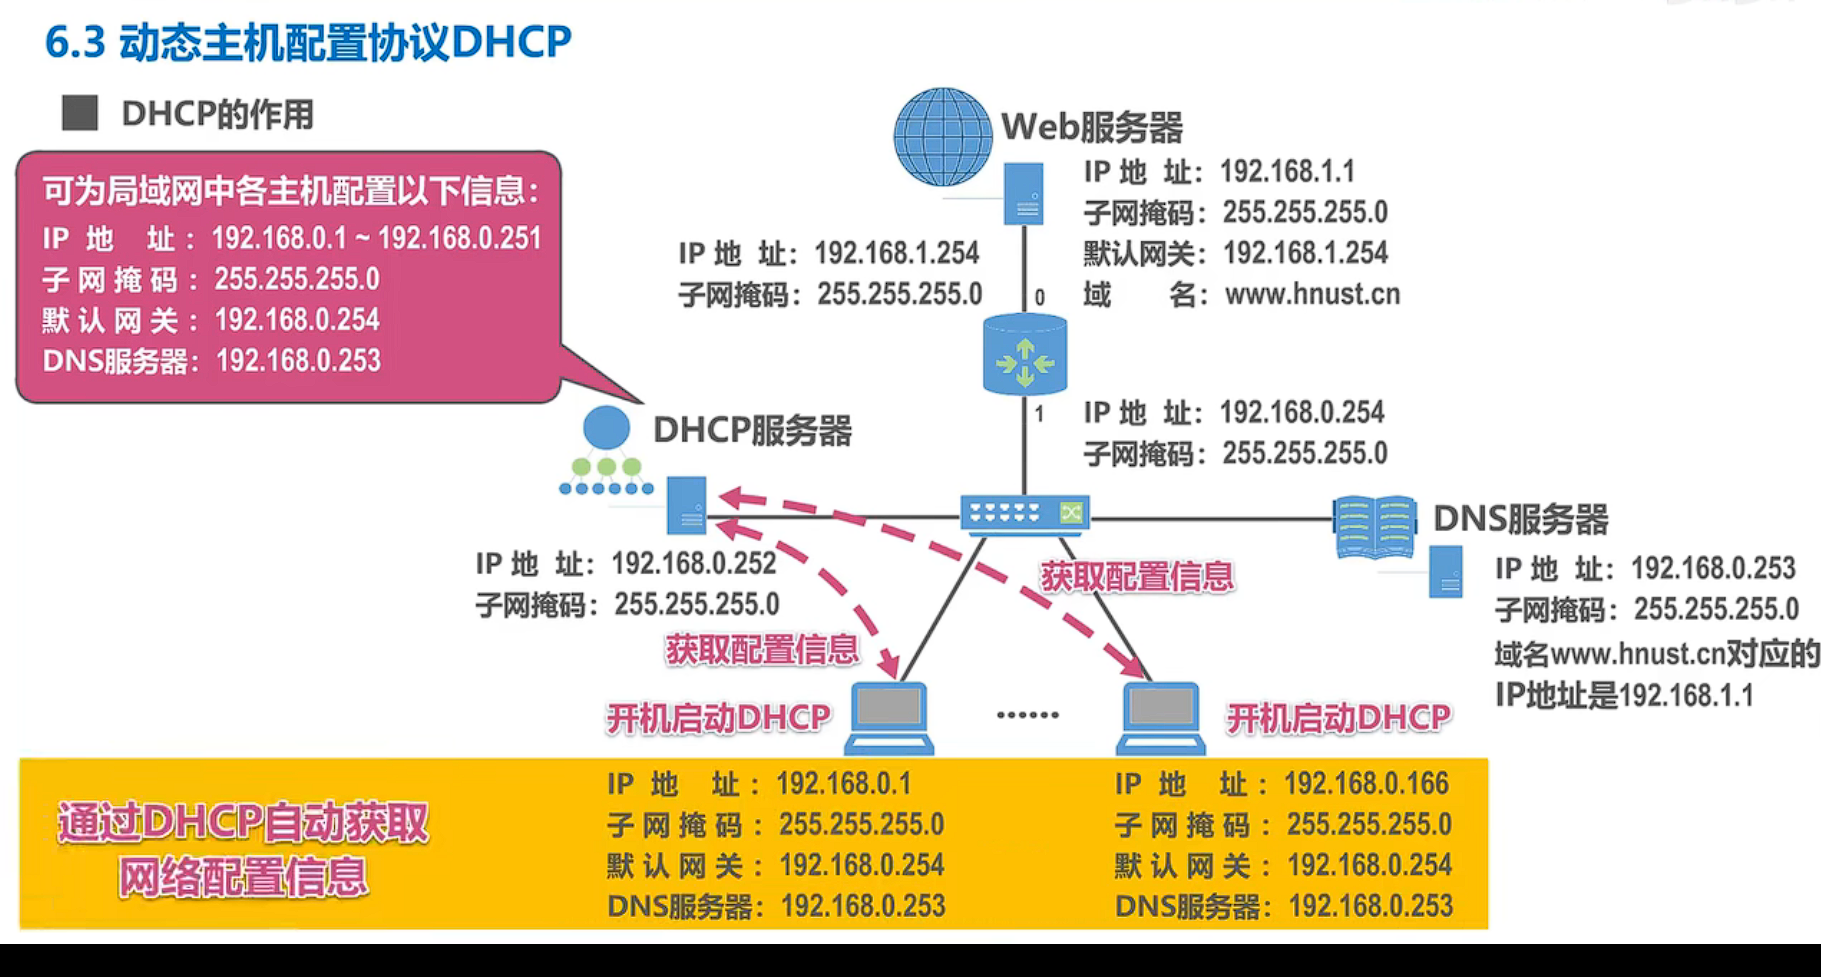 6.3 动态主机配置协议DHCP
DHCP的作用
可为局域网中各主机配置以下信息：
IP 地 址：192.168.0.1 ~ 192.168.0.251
子网掩码：255.255.255.0
默认网关：192.168.0.254
DNS服务器：192.168.0.253
Web服务器
IP 地 址：192.168.1.1
子网掩码：255.255.255.0
默认网关：192.168.1.254
域 名：www.hnust.cn
IP 地 址：192.168.1.254
子网掩码：255.255.255.0
0
1
IP 地 址：192.168.0.254
子网掩码：255.255.255.0
DHCP服务器
IP 地 址：192.168.0.252
子网掩码：255.255.255.0
DNS服务器
IP 地 址：192.168.0.253
子网掩码：255.255.255.0
域名www.hnust.cn对应的
IP地址是192.168.1.1
获取配置信息
获取配置信息
开机启动DHCP
······
开机启动DHCP
通过DHCP自动获取
网络配置信息
IP 地 址：192.168.0.1
子网掩码：255.255.255.0
默认网关：192.168.0.254
DNS服务器：192.168.0.253
IP 地 址：192.168.0.166
子网掩码：255.255.255.0
默认网关：192.168.0.254
DNS服务器：192.168.0.253